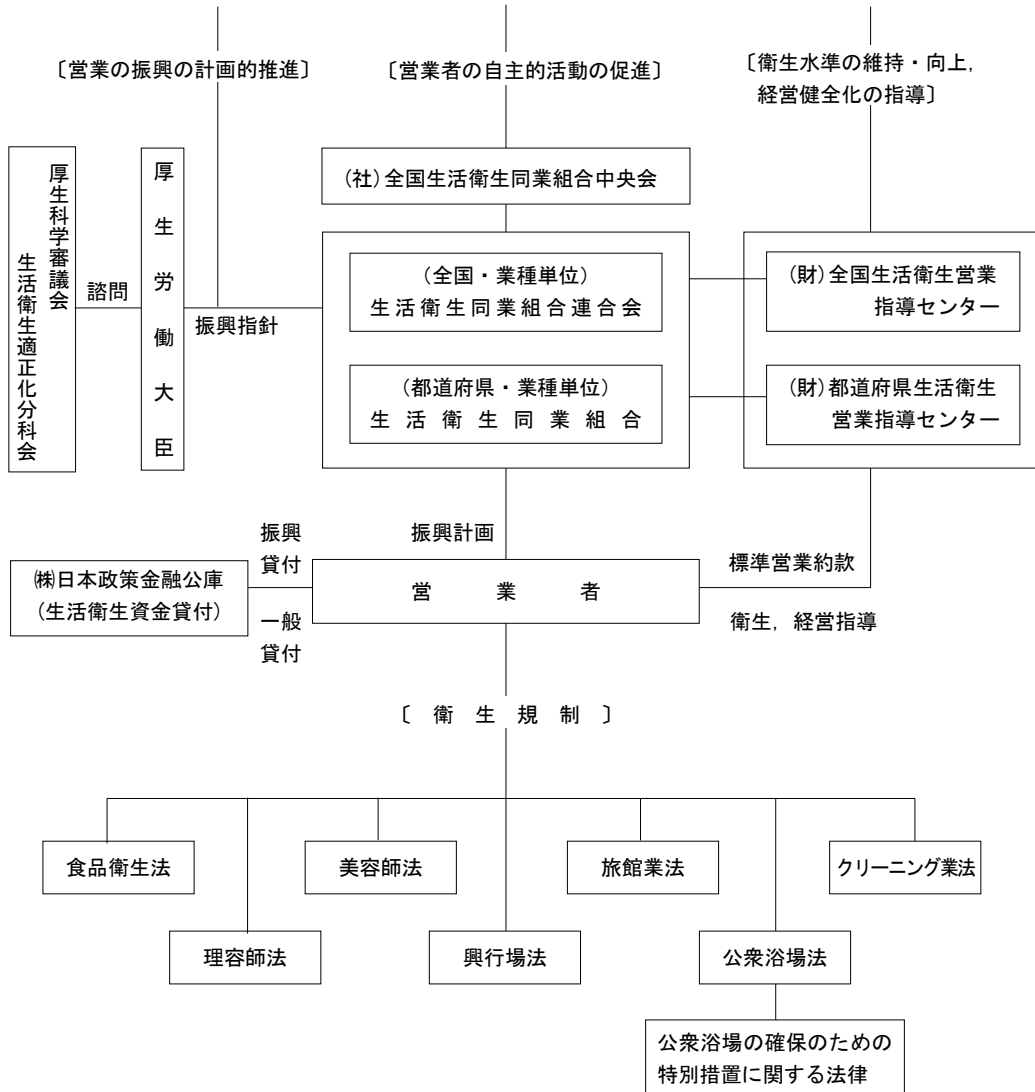 〔営業の振興の計画的推進〕
〔営業者の自主的活動の促進〕
〔衛生水準の維持・向上,
経営健全化の指導〕
厚生科学審議会
生活衛生適正化分科会
諮問
厚生労働大臣
振興指針
(社)全国生活衛生同業組合中央会
(全国・業種単位)
生活衛生同業組合連合会
(都道府県・業種単位)
生活衛生同業組合
(財)全国生活衛生営業
指導センター
(財)都道府県生活衛生
営業指導センター
㈱日本政策金融公庫
(生活衛生資金貸付)
振興
貸付
一般
貸付
振興計画
営業者
標準営業約款
衛生, 経営指導
〔衛生規制〕
食品衛生法
美容師法
旅館業法
クリーニング業法
理容師法
興行場法
公衆浴場法
公衆浴場の確保のための
特別措置に関する法律